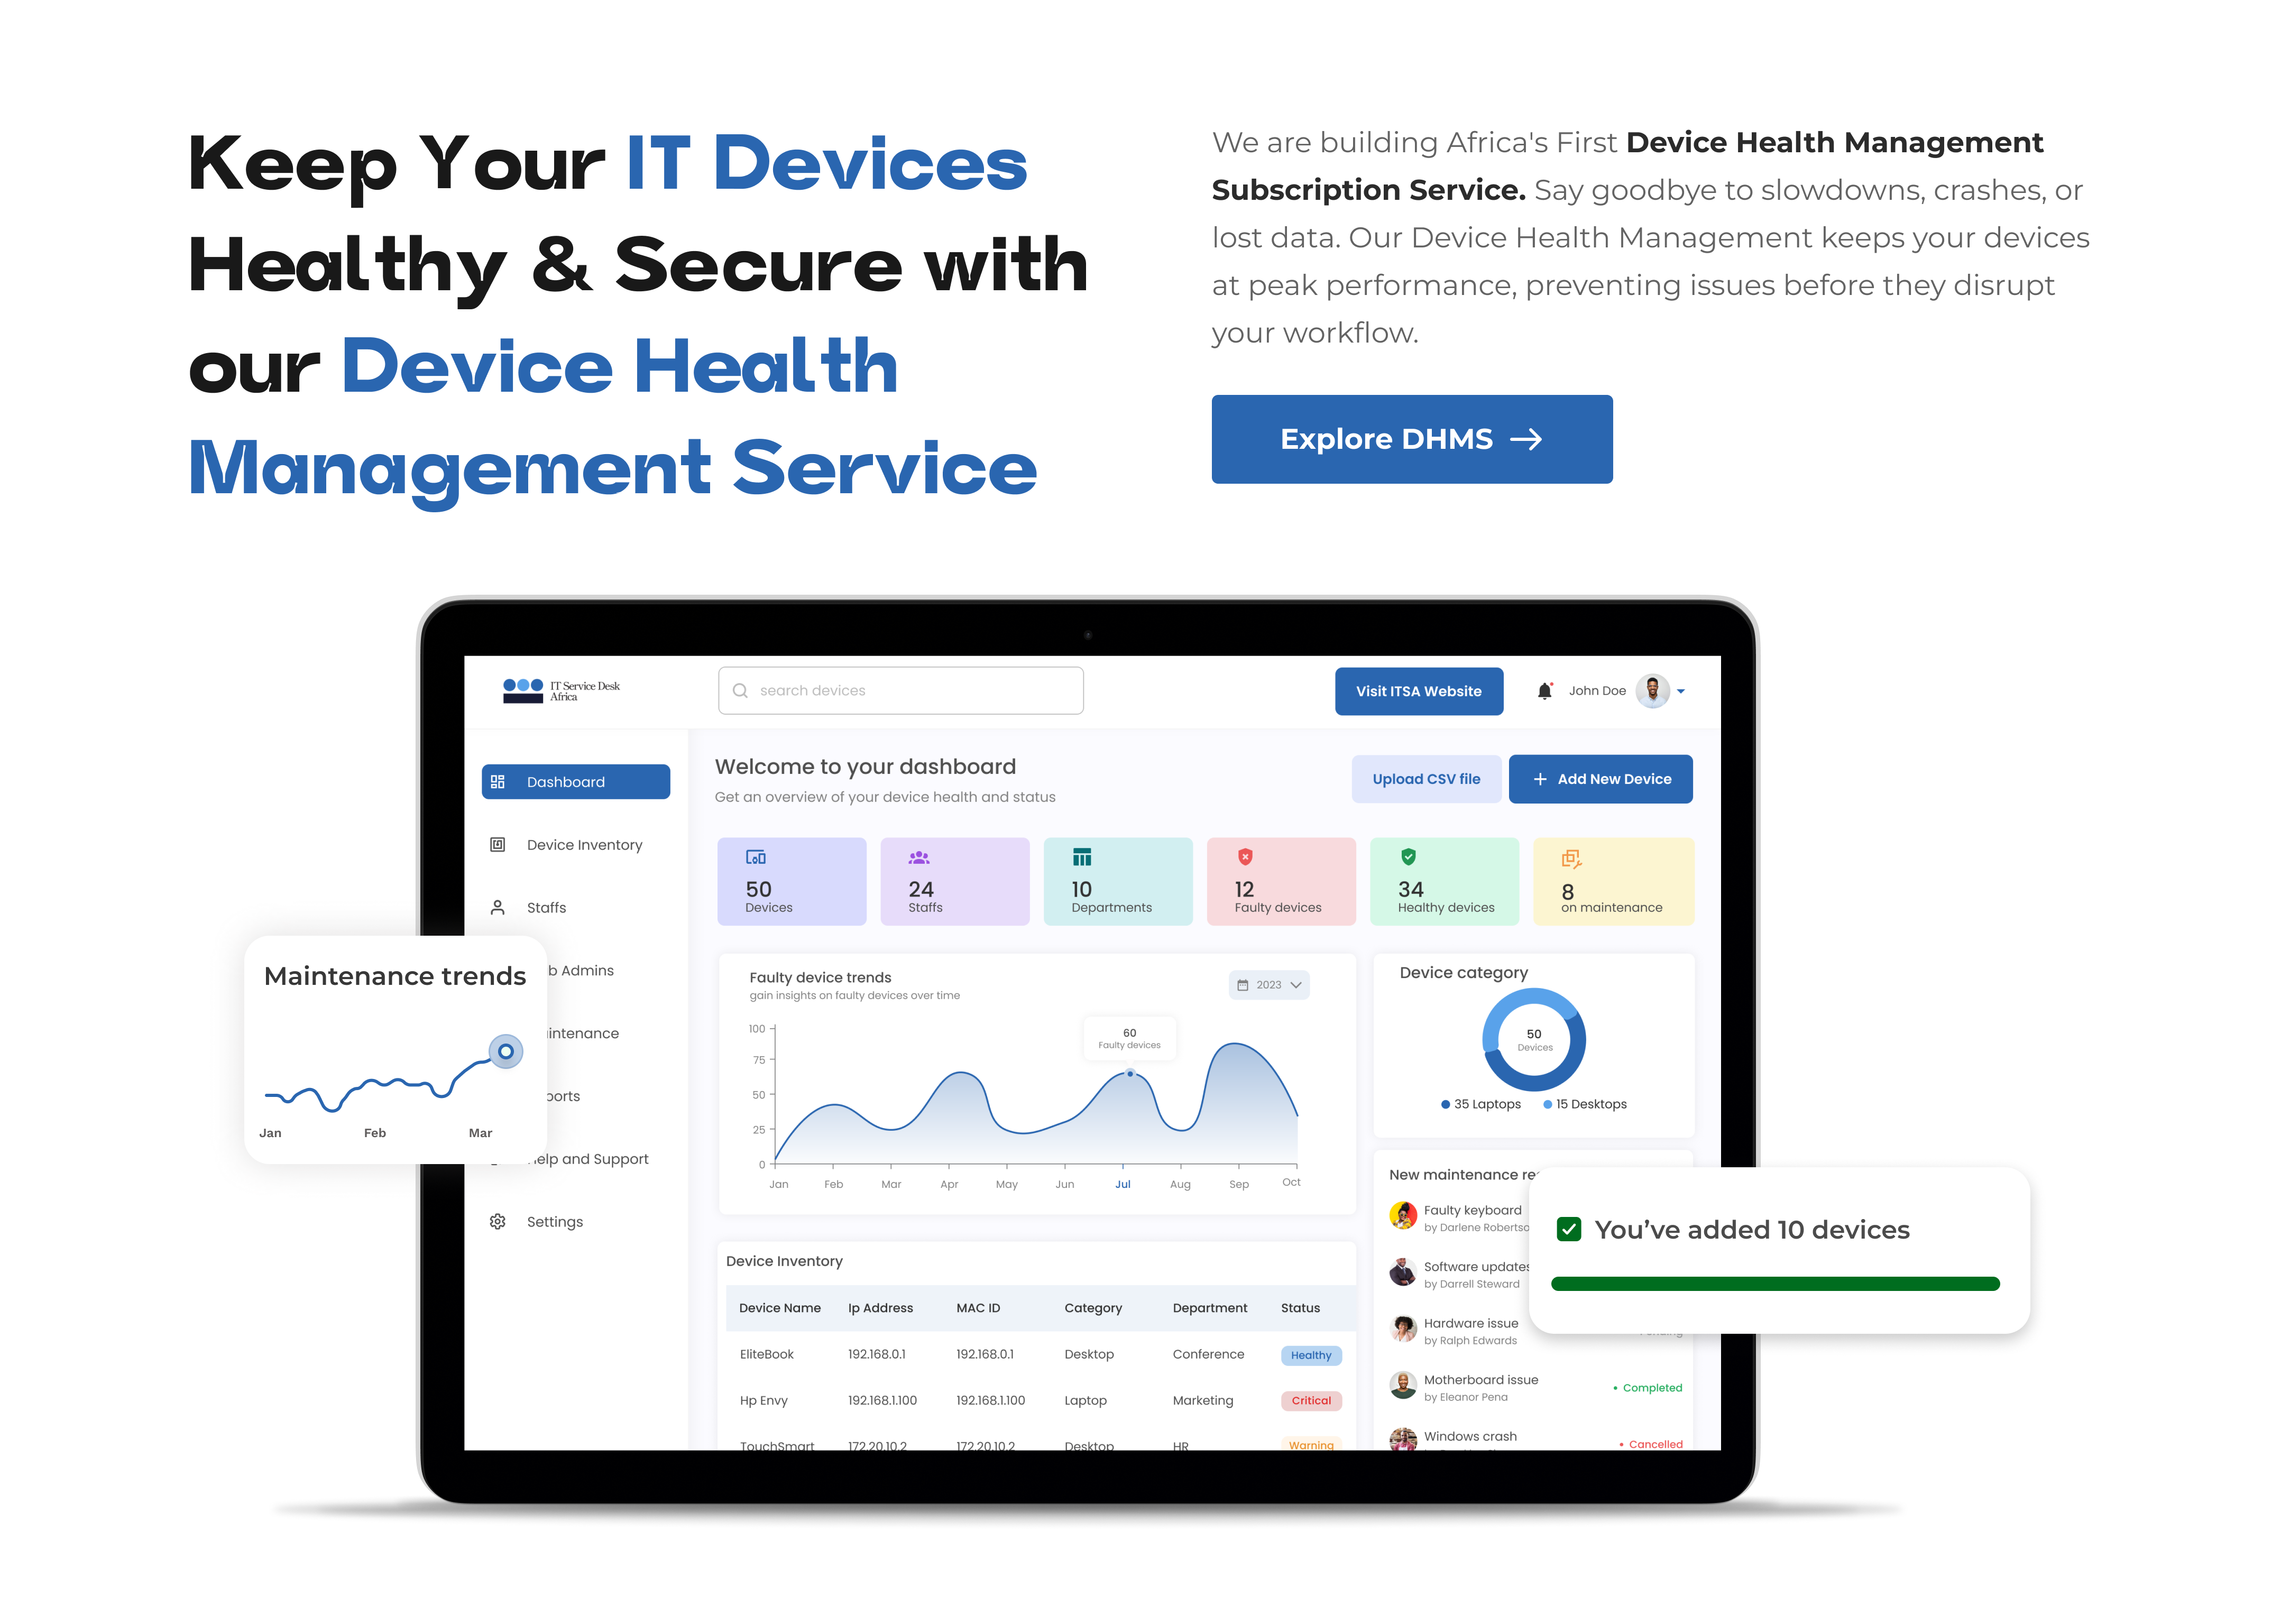 Keep Your IT Devices
Healthy & Secure with
our Device Health
Management Service
We are building Africa's First Device Health Management
Subscription Service. Say goodbye to slowdowns, crashes, or
lost data. Our Device Health Management keeps your devices
at peak performance, preventing issues before they disrupt
your workflow.
Explore DHMS →
IT Service Desk
Africa
search devices
Visit ITSA Website
John Doe
Dashboard
Device Inventory
Staffs
b Admins
intenance
ports
elp and Support
Settings
Welcome to your dashboard
Get an overview of your device health and status
Upload CSV file
+ Add New Device
50
Devices
24
Staffs
10
Departments
12
Faulty devices
34
Healthy devices
8
on maintenance
Maintenance trends
Jan Feb Mar
Faulty device trends
gain insights on faulty devices over time
2023
60
Faulty devices
100
75
50
25
0
Jan Feb Mar Apr May Jun Jul Aug Sep Oct
Device category
50
Devices
35 Laptops 15 Desktops
New maintenance re
Faulty keyboard
by Darlene Robertso
Software updates
by Darrell Steward
Hardware issue
by Ralph Edwards
Motherboard issue
by Eleanor Pena
• Completed
Windows crash
• Cancelled
You’ve added 10 devices
Device Inventory
Device Name Ip Address MAC ID Category Department Status
EliteBook 192.168.0.1 192.168.0.1 Desktop Conference Healthy
Hp Envy 192.168.1.100 192.168.1.100 Laptop Marketing Critical
TouchSmart 172.20.10.2 172.20.10.2 Desktop HR Warning